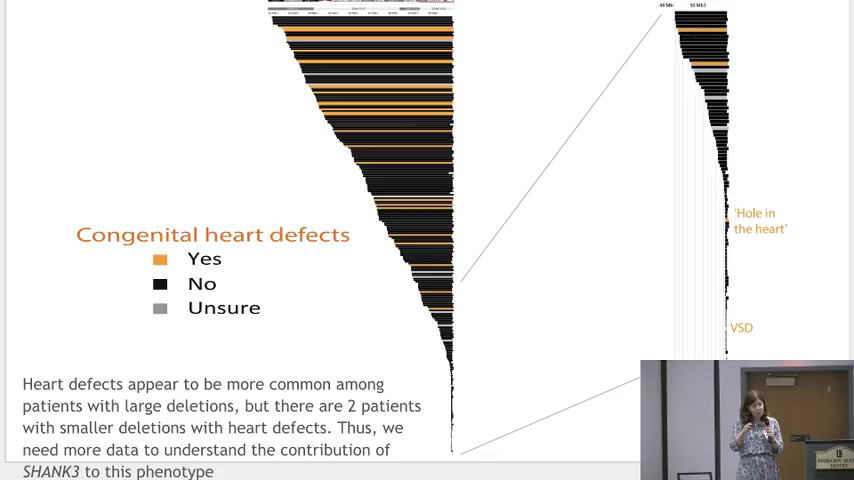 49 Mb
50 Mb
'Hole in
the heart'
Congenital heart defects
Yes
No
Unsure
VSD
Heart defects appear to be more common among
patients with large deletions, but there are 2 patients
with smaller deletions with heart defects. Thus, we
need more data to understand the contribution of
SHANK3 to this phenotype